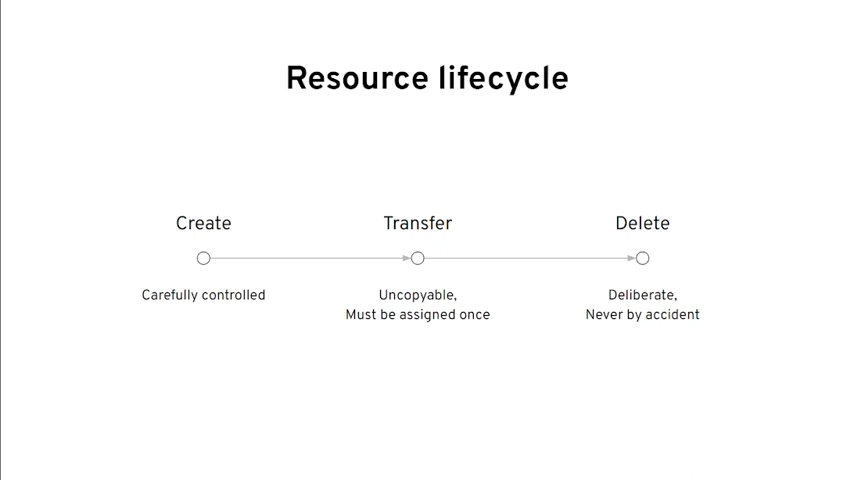 Resource lifecycle
Create
Transfer
Delete
Carefully controlled
Uncopyable,
Must be assigned once
Deliberate,
Never by accident